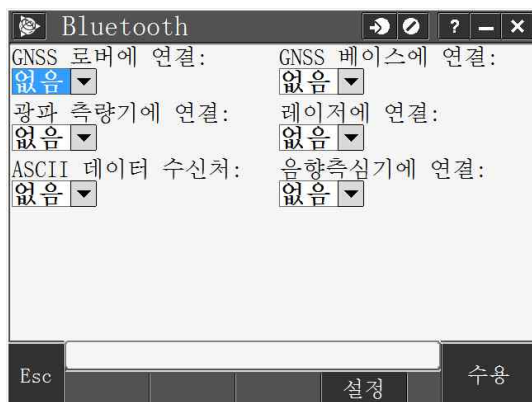 Bluetooth ? – ×
GNSS 로버에 연결: GNSS 베이스에 연결:
없음 없음
광파 측량기에 연결: 레이저에 연결:
없음 없음
ASCII 데이터 수신처: 음향측심기에 연결:
없음 없음
Esc 설정 수용